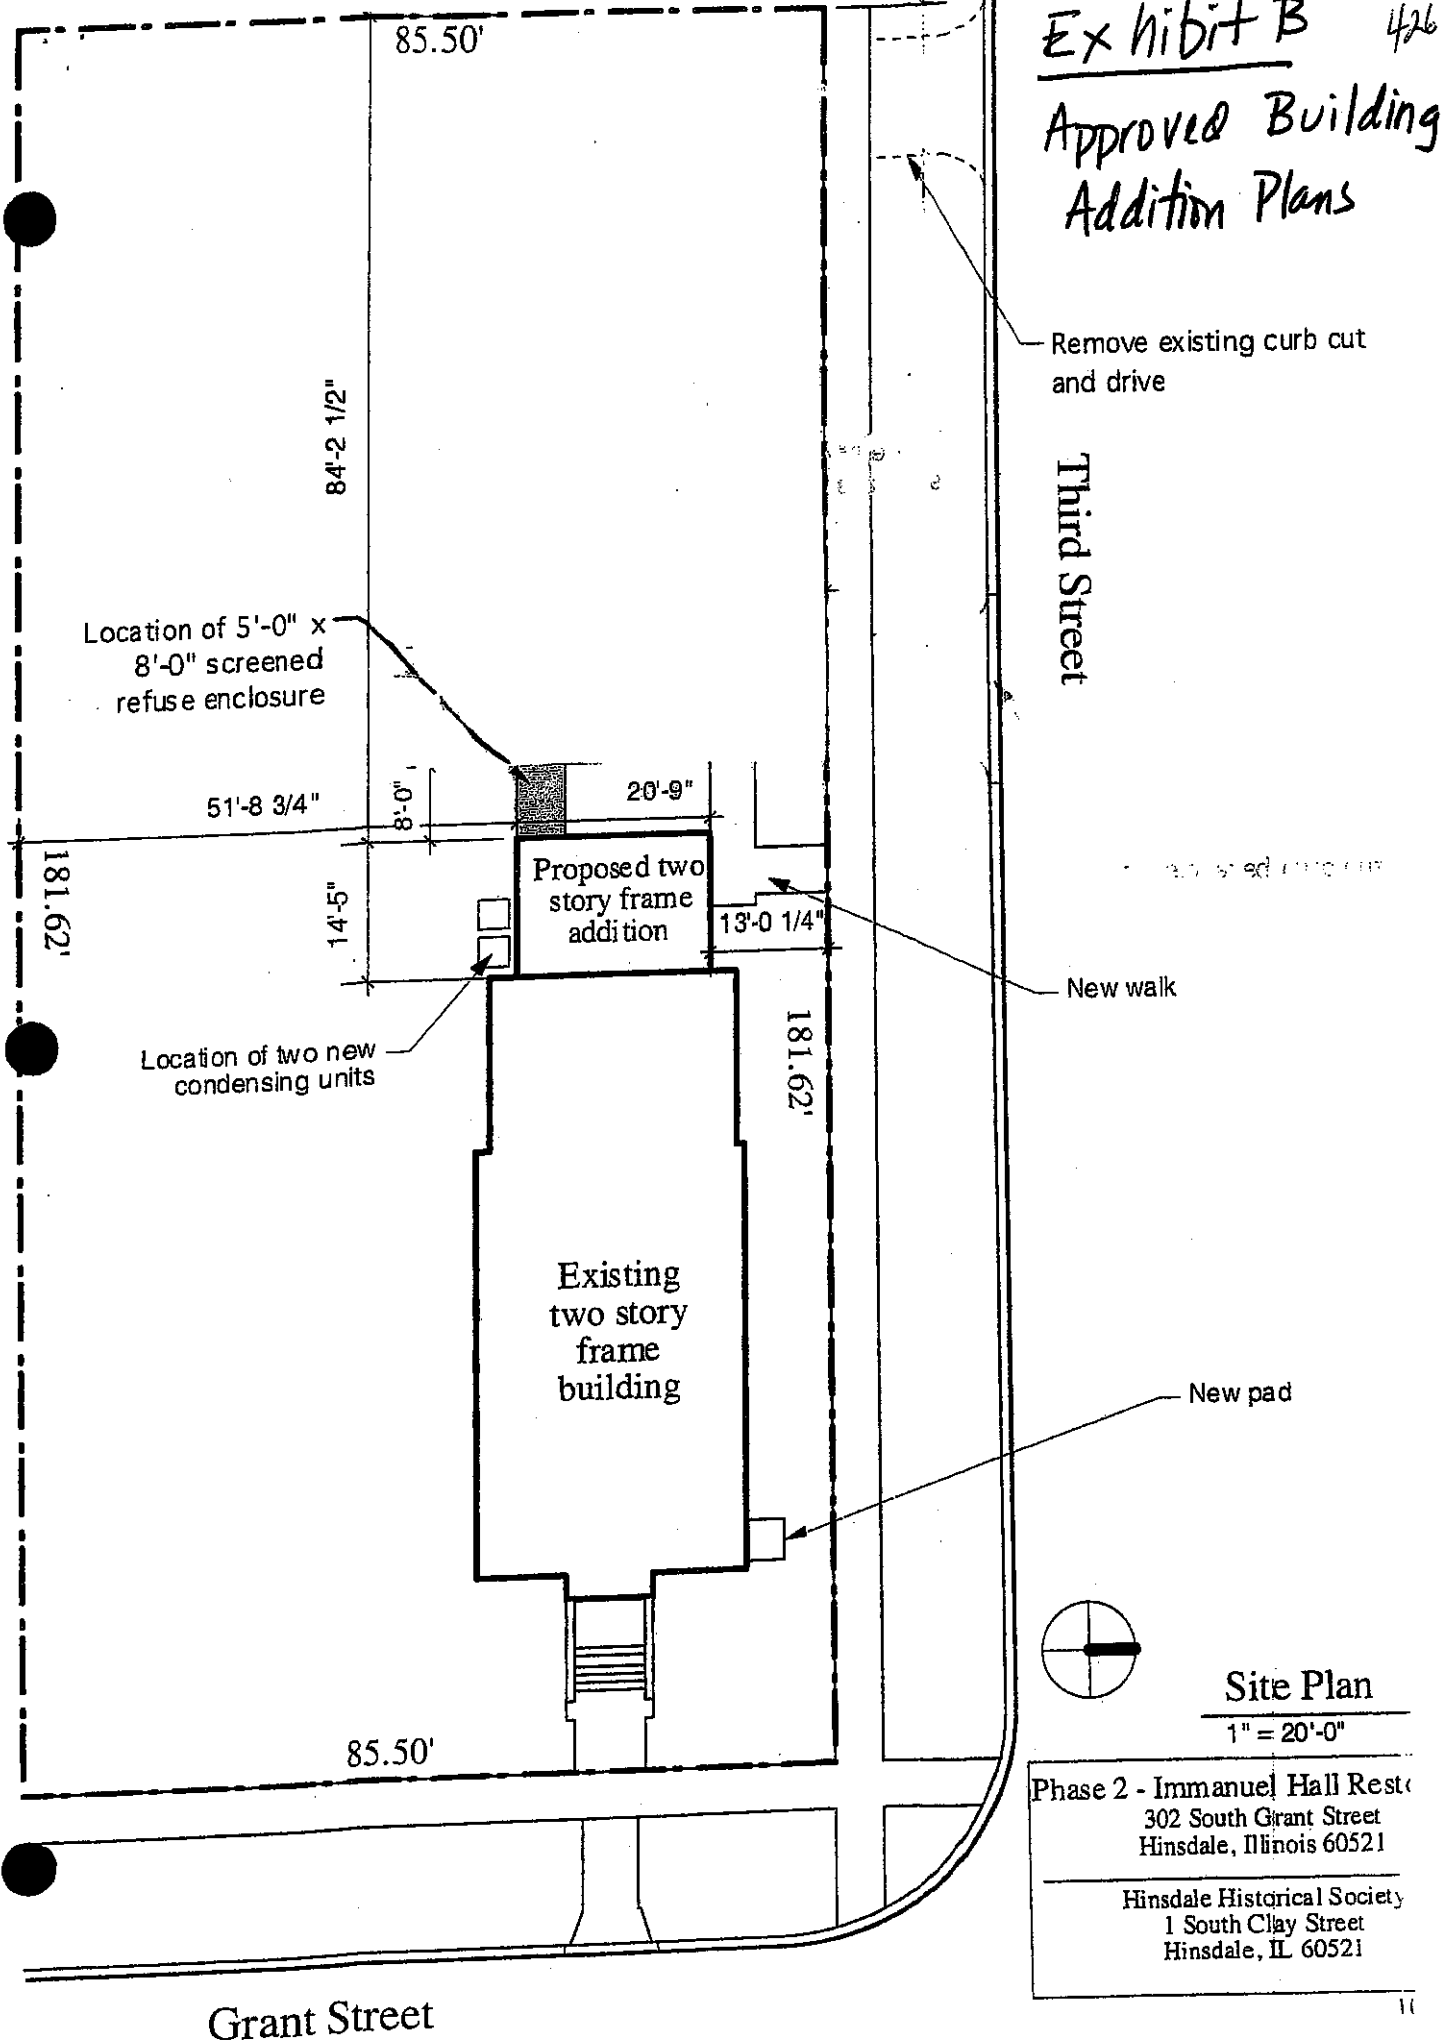 Exhibit B
426
Approved Building
Addition Plans
85.50'
Remove existing curb cut
and drive
84'-2 1/2"
Third Street
Location of 5'-0" x
8'-0" screened
refuse enclosure
51'-8 3/4"
8'-0"
20'-9"
181.62'
14'-5"
Proposed two
story frame
addition
13'-0 1/4"
New walk
181.62'
Location of two new
condensing units
Existing
two story
frame
building
New pad
85.50'
Site Plan
1" = 20'-0"
Phase 2 - Immanuel Hall Resto
302 South Grant Street
Hinsdale, Illinois 60521
Hinsdale Historical Society
1 South Clay Street
Hinsdale, IL 60521
Grant Street